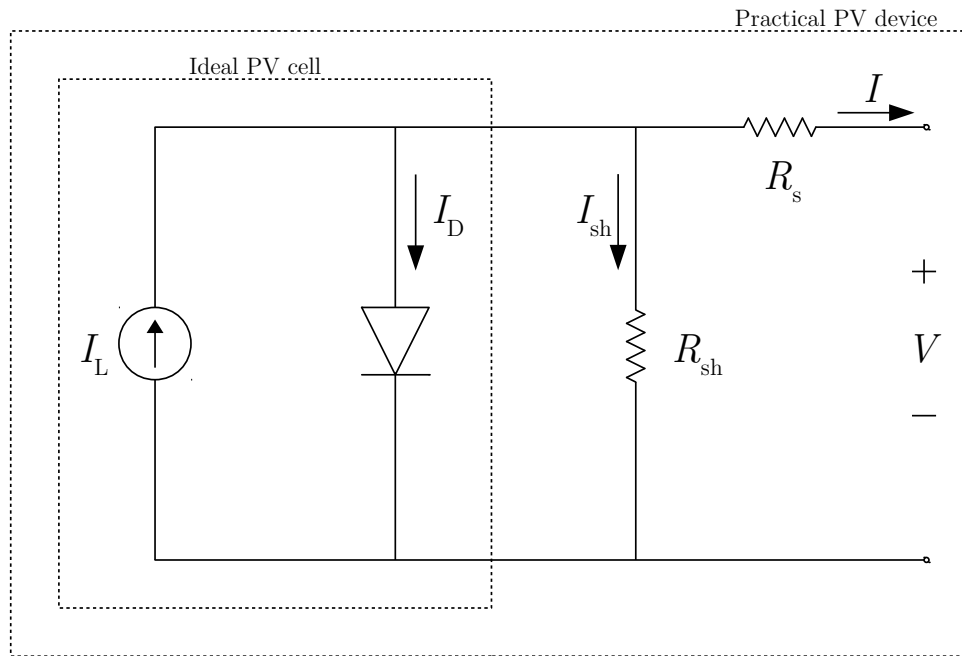 Practical PV device
Ideal PV cell
I
R_s
I_D
I_sh
+
I_L
R_sh
V
−